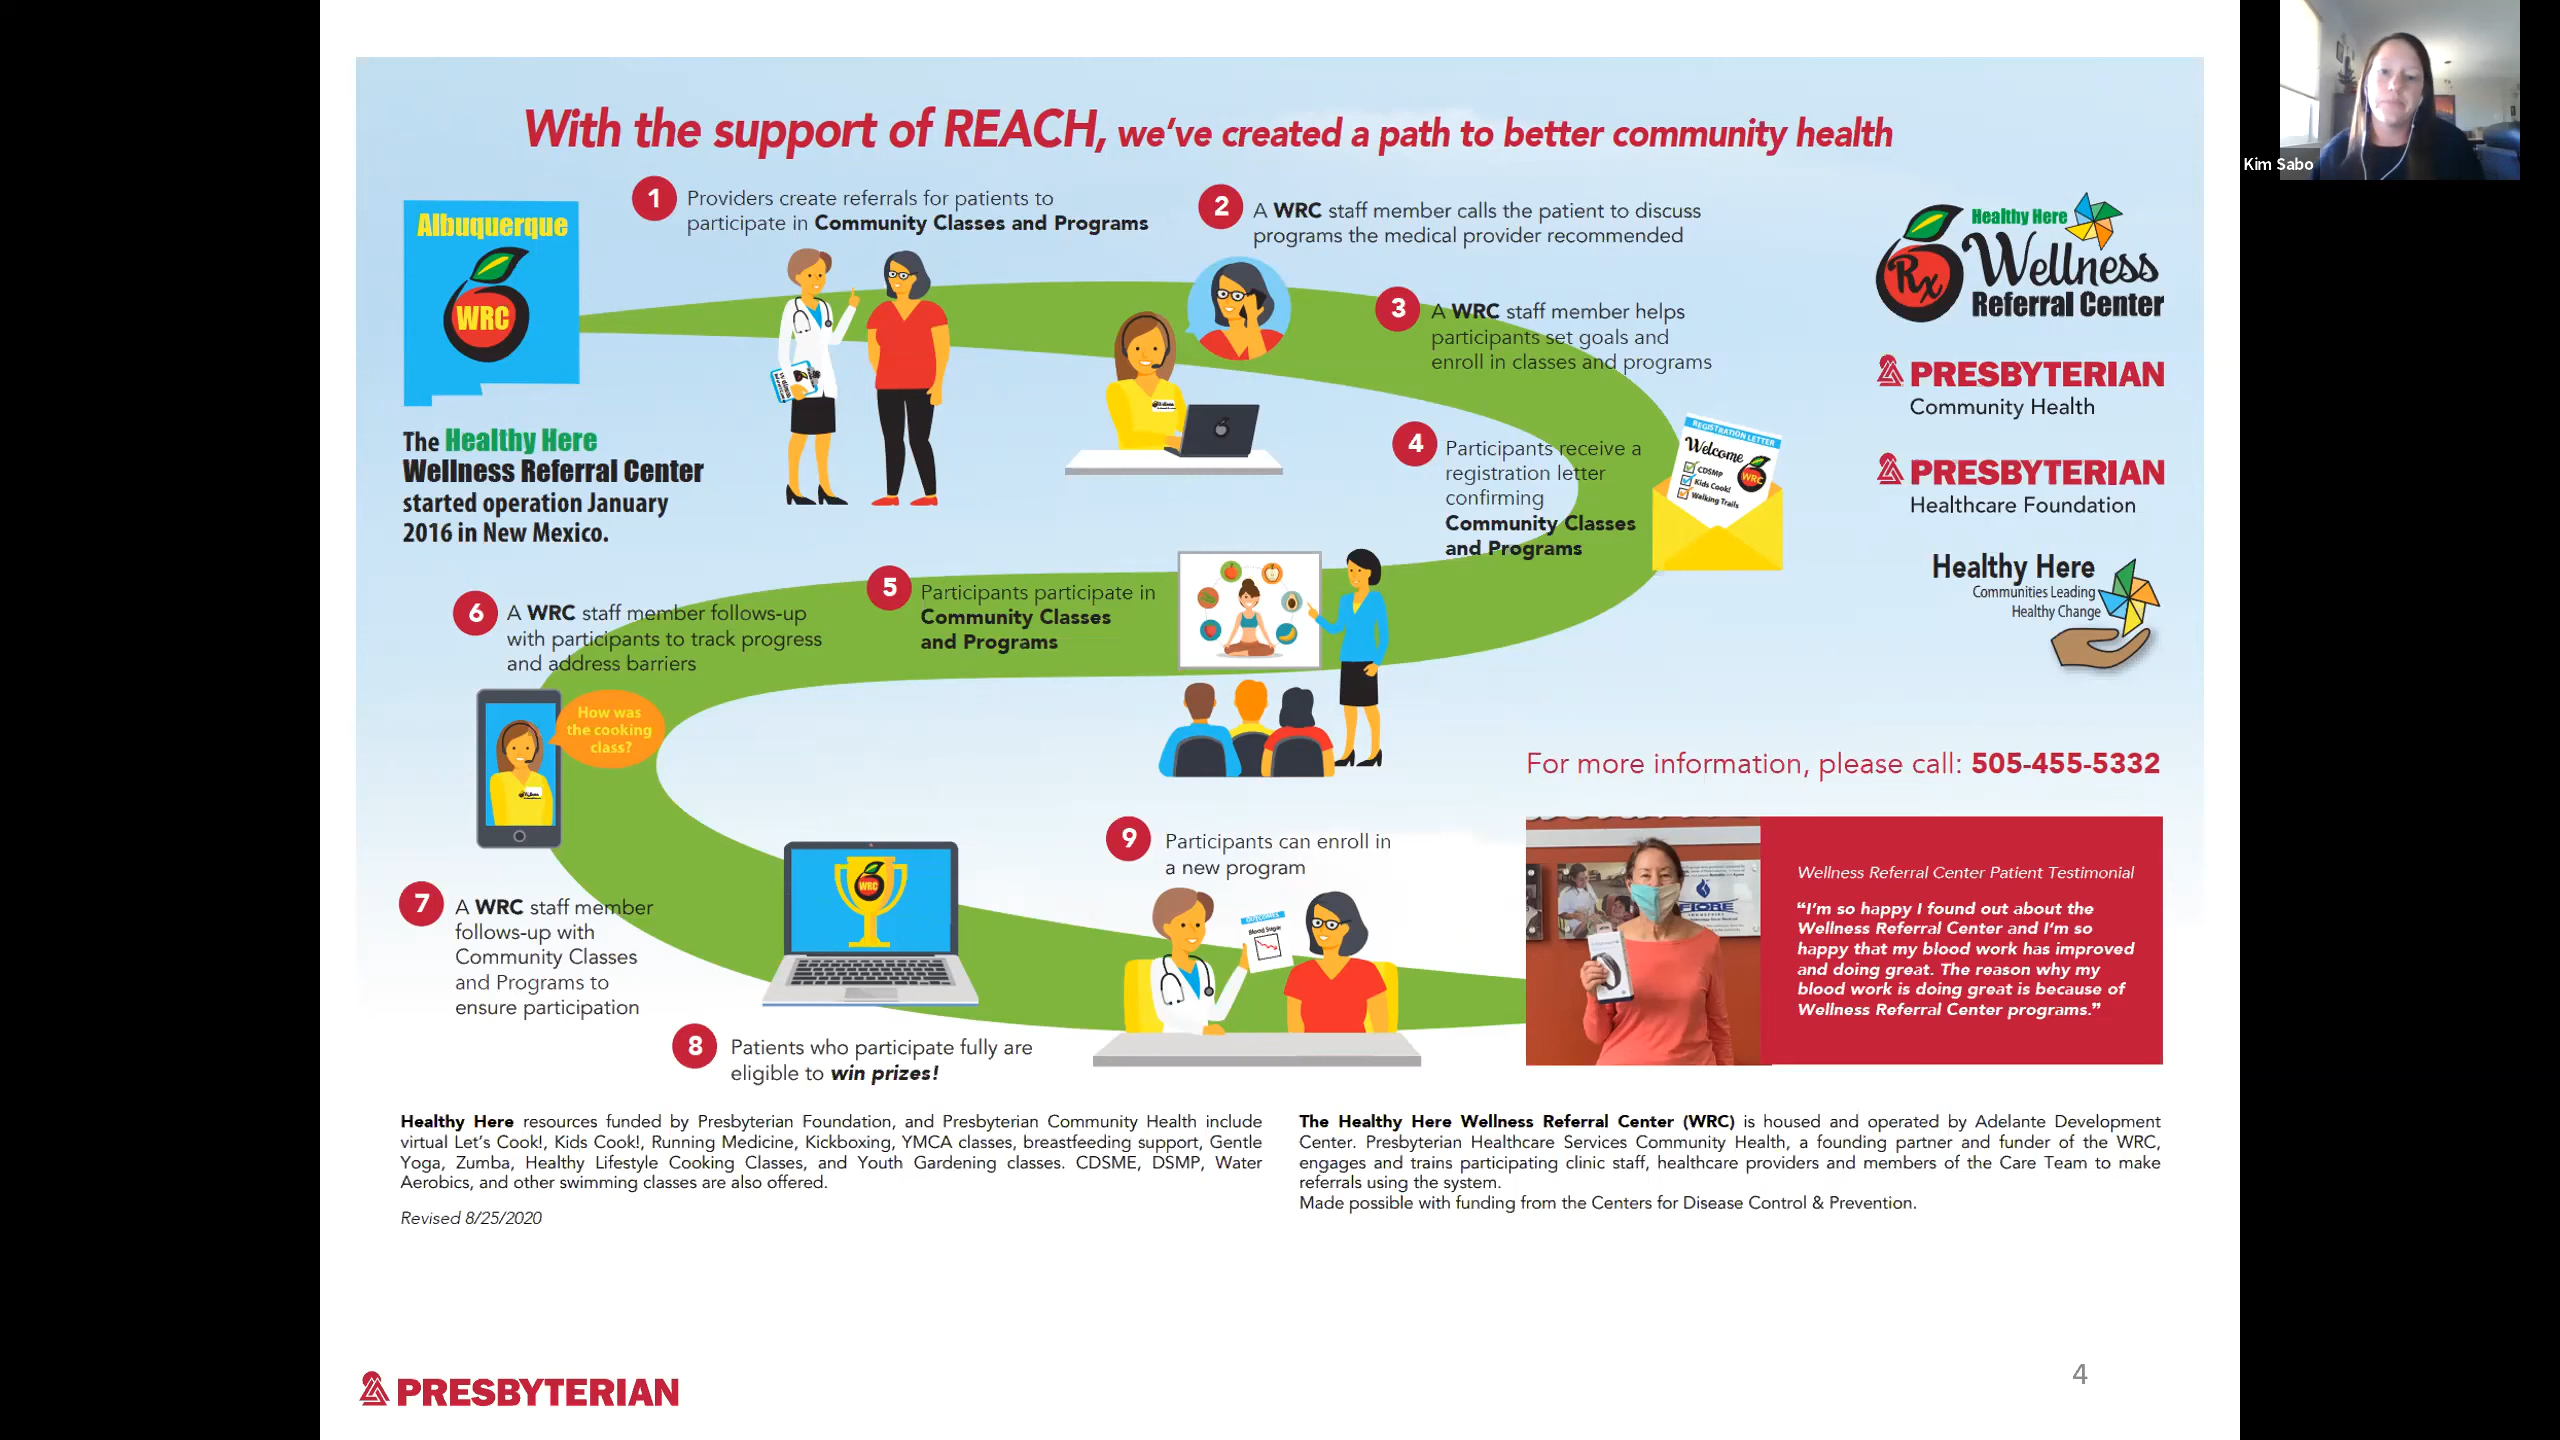 With the support of REACH, we've created a path to better community health
Kim Sabo
Albuquerque
WRC
The Healthy Here
Wellness Referral Center
started operation January
2016 in New Mexico.
1
Providers create referrals for patients to
participate in Community Classes and Programs
2
A WRC staff member calls the patient to discuss
programs the medical provider recommended
3
A WRC staff member helps
participants set goals and
enroll in classes and programs
4
Participants receive a
registration letter
confirming
Community Classes
and Programs
REGISTRATION LETTER
Welcome
WRC
CDSMP
Kids Cook!
Walking Trails
Healthy Here
Rx Wellness
Referral Center
PRESBYTERIAN
Community Health
PRESBYTERIAN
Healthcare Foundation
Healthy Here
Communities Leading
Healthy Change
5
Participants participate in
Community Classes
and Programs
6
A WRC staff member follows-up
with participants to track progress
and address barriers
How was
the cooking
class?
7
A WRC staff member
follows-up with
Community Classes
and Programs to
ensure participation
WRC
8
Patients who participate fully are
eligible to win prizes!
9
Participants can enroll in
a new program
OUTCOMES
Blood Sugar
For more information, please call: 505-455-5332
FIORE
Wellness Referral Center Patient Testimonial
“I'm so happy I found out about the
Wellness Referral Center and I'm so
happy that my blood work has improved
and doing great. The reason why my
blood work is doing great is because of
Wellness Referral Center programs.”
Healthy Here resources funded by Presbyterian Foundation, and Presbyterian Community Health include
virtual Let's Cook!, Kids Cook!, Running Medicine, Kickboxing, YMCA classes, breastfeeding support, Gentle
Yoga, Zumba, Healthy Lifestyle Cooking Classes, and Youth Gardening classes. CDSME, DSMP, Water
Aerobics, and other swimming classes are also offered.
Revised 8/25/2020
The Healthy Here Wellness Referral Center (WRC) is housed and operated by Adelante Development
Center. Presbyterian Healthcare Services Community Health, a founding partner and funder of the WRC,
engages and trains participating clinic staff, healthcare providers and members of the Care Team to make
referrals using the system.
Made possible with funding from the Centers for Disease Control & Prevention.
PRESBYTERIAN
4